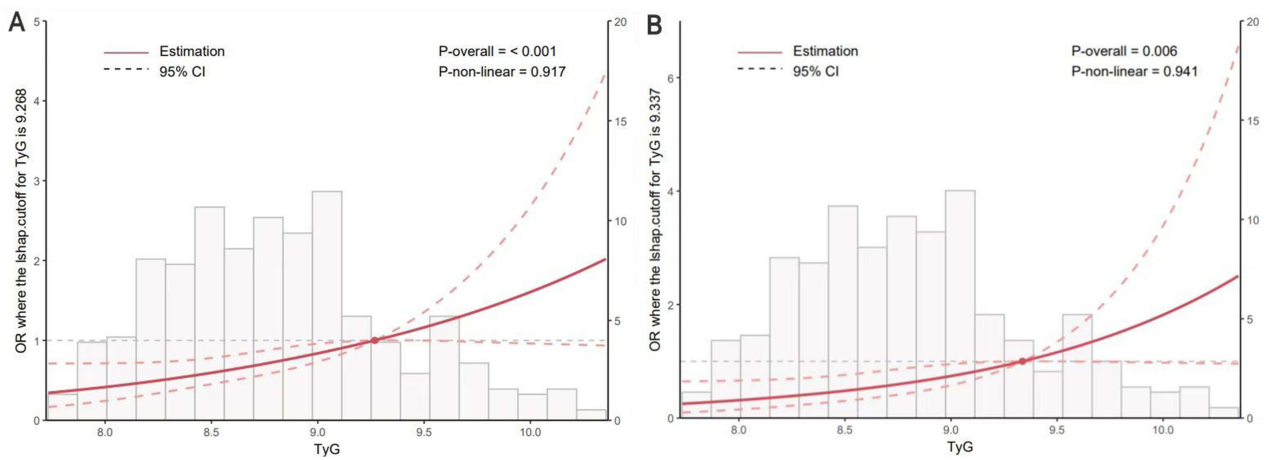 A
OR where the lshap.cutoff for TyG is 9.268
5
4
3
2
1
0
Estimation
95% CI
P-overall = < 0.001
P-non-linear = 0.917
20
15
10
5
0
8.0 8.5 9.0 9.5 10.0
TyG
B
OR where the lshap.cutoff for TyG is 9.337
6
4
2
0
Estimation
95% CI
P-overall = 0.006
P-non-linear = 0.941
20
15
10
5
0
8.0 8.5 9.0 9.5 10.0
TyG